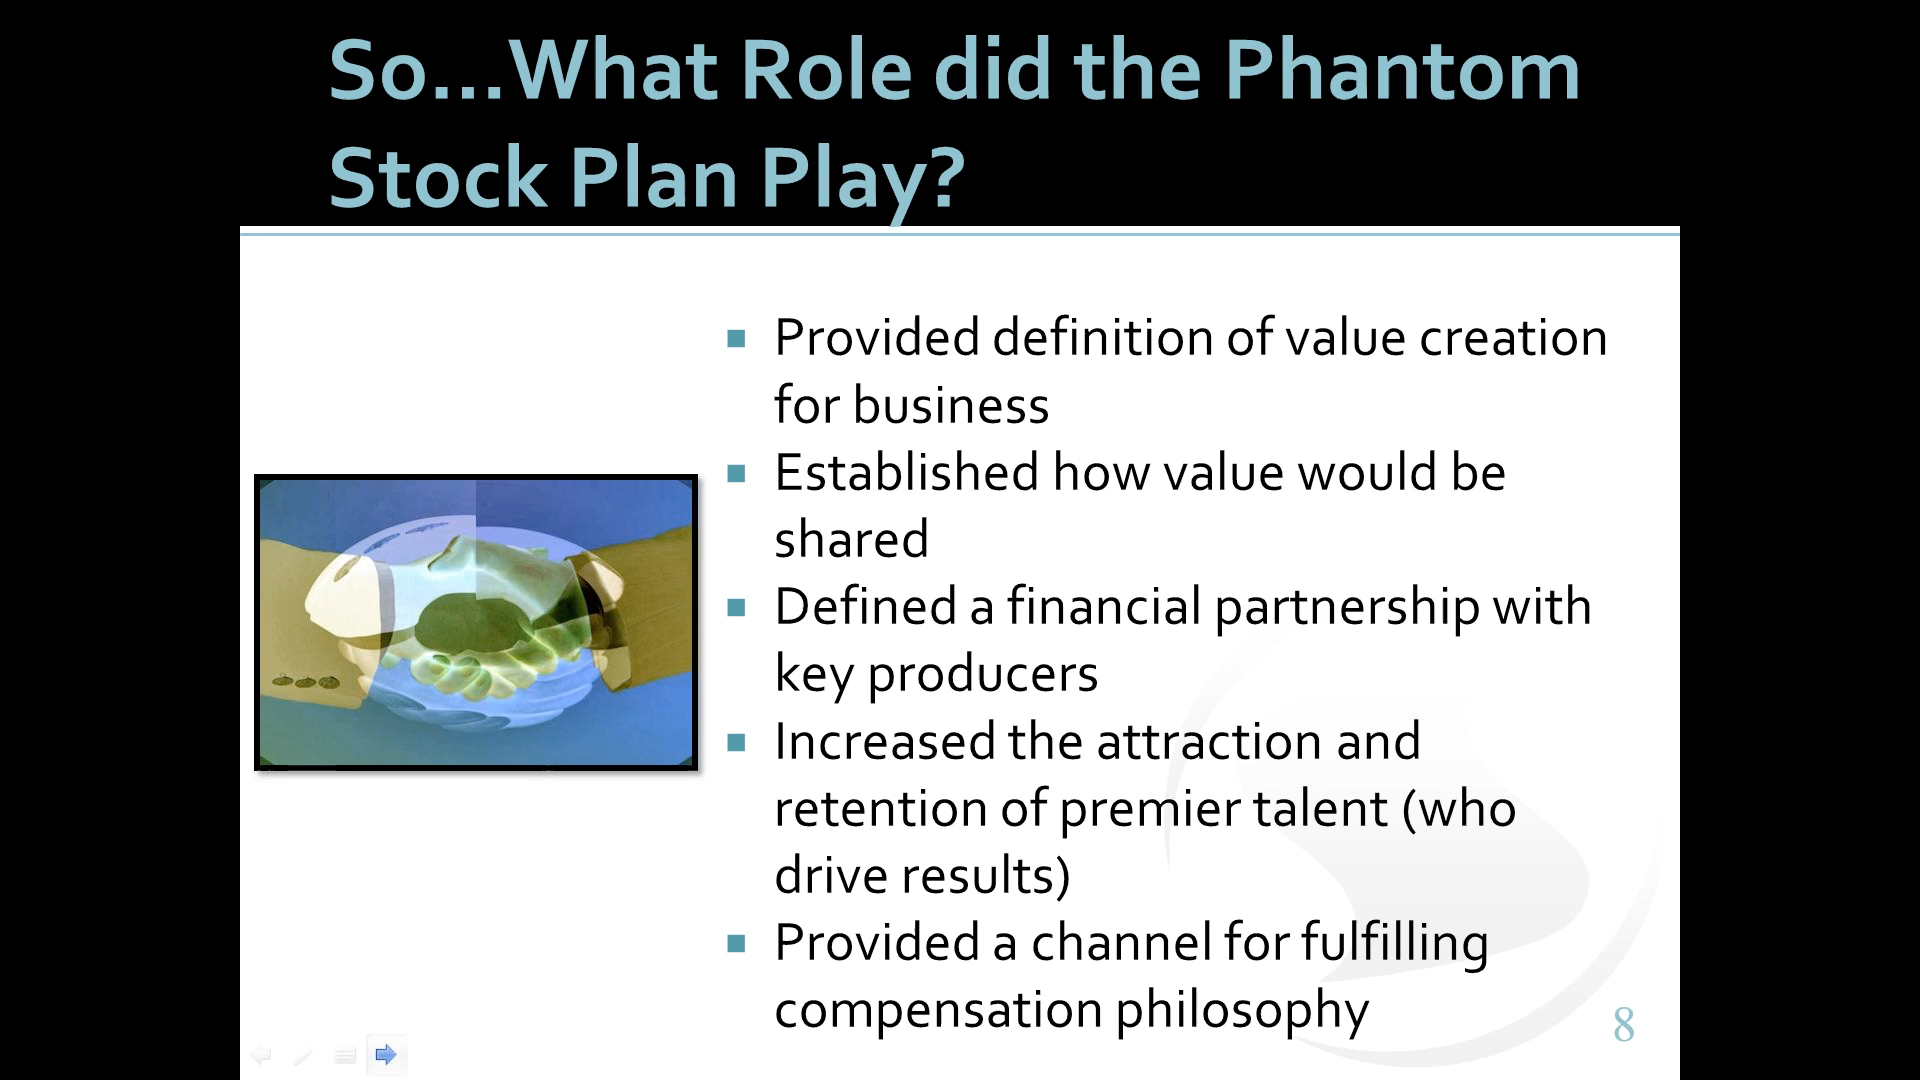 So…What Role did the Phantom
Stock Plan Play?
▪ Provided definition of value creation
for business
▪ Established how value would be
shared
▪ Defined a financial partnership with
key producers
▪ Increased the attraction and
retention of premier talent (who
drive results)
▪ Provided a channel for fulfilling
compensation philosophy
8